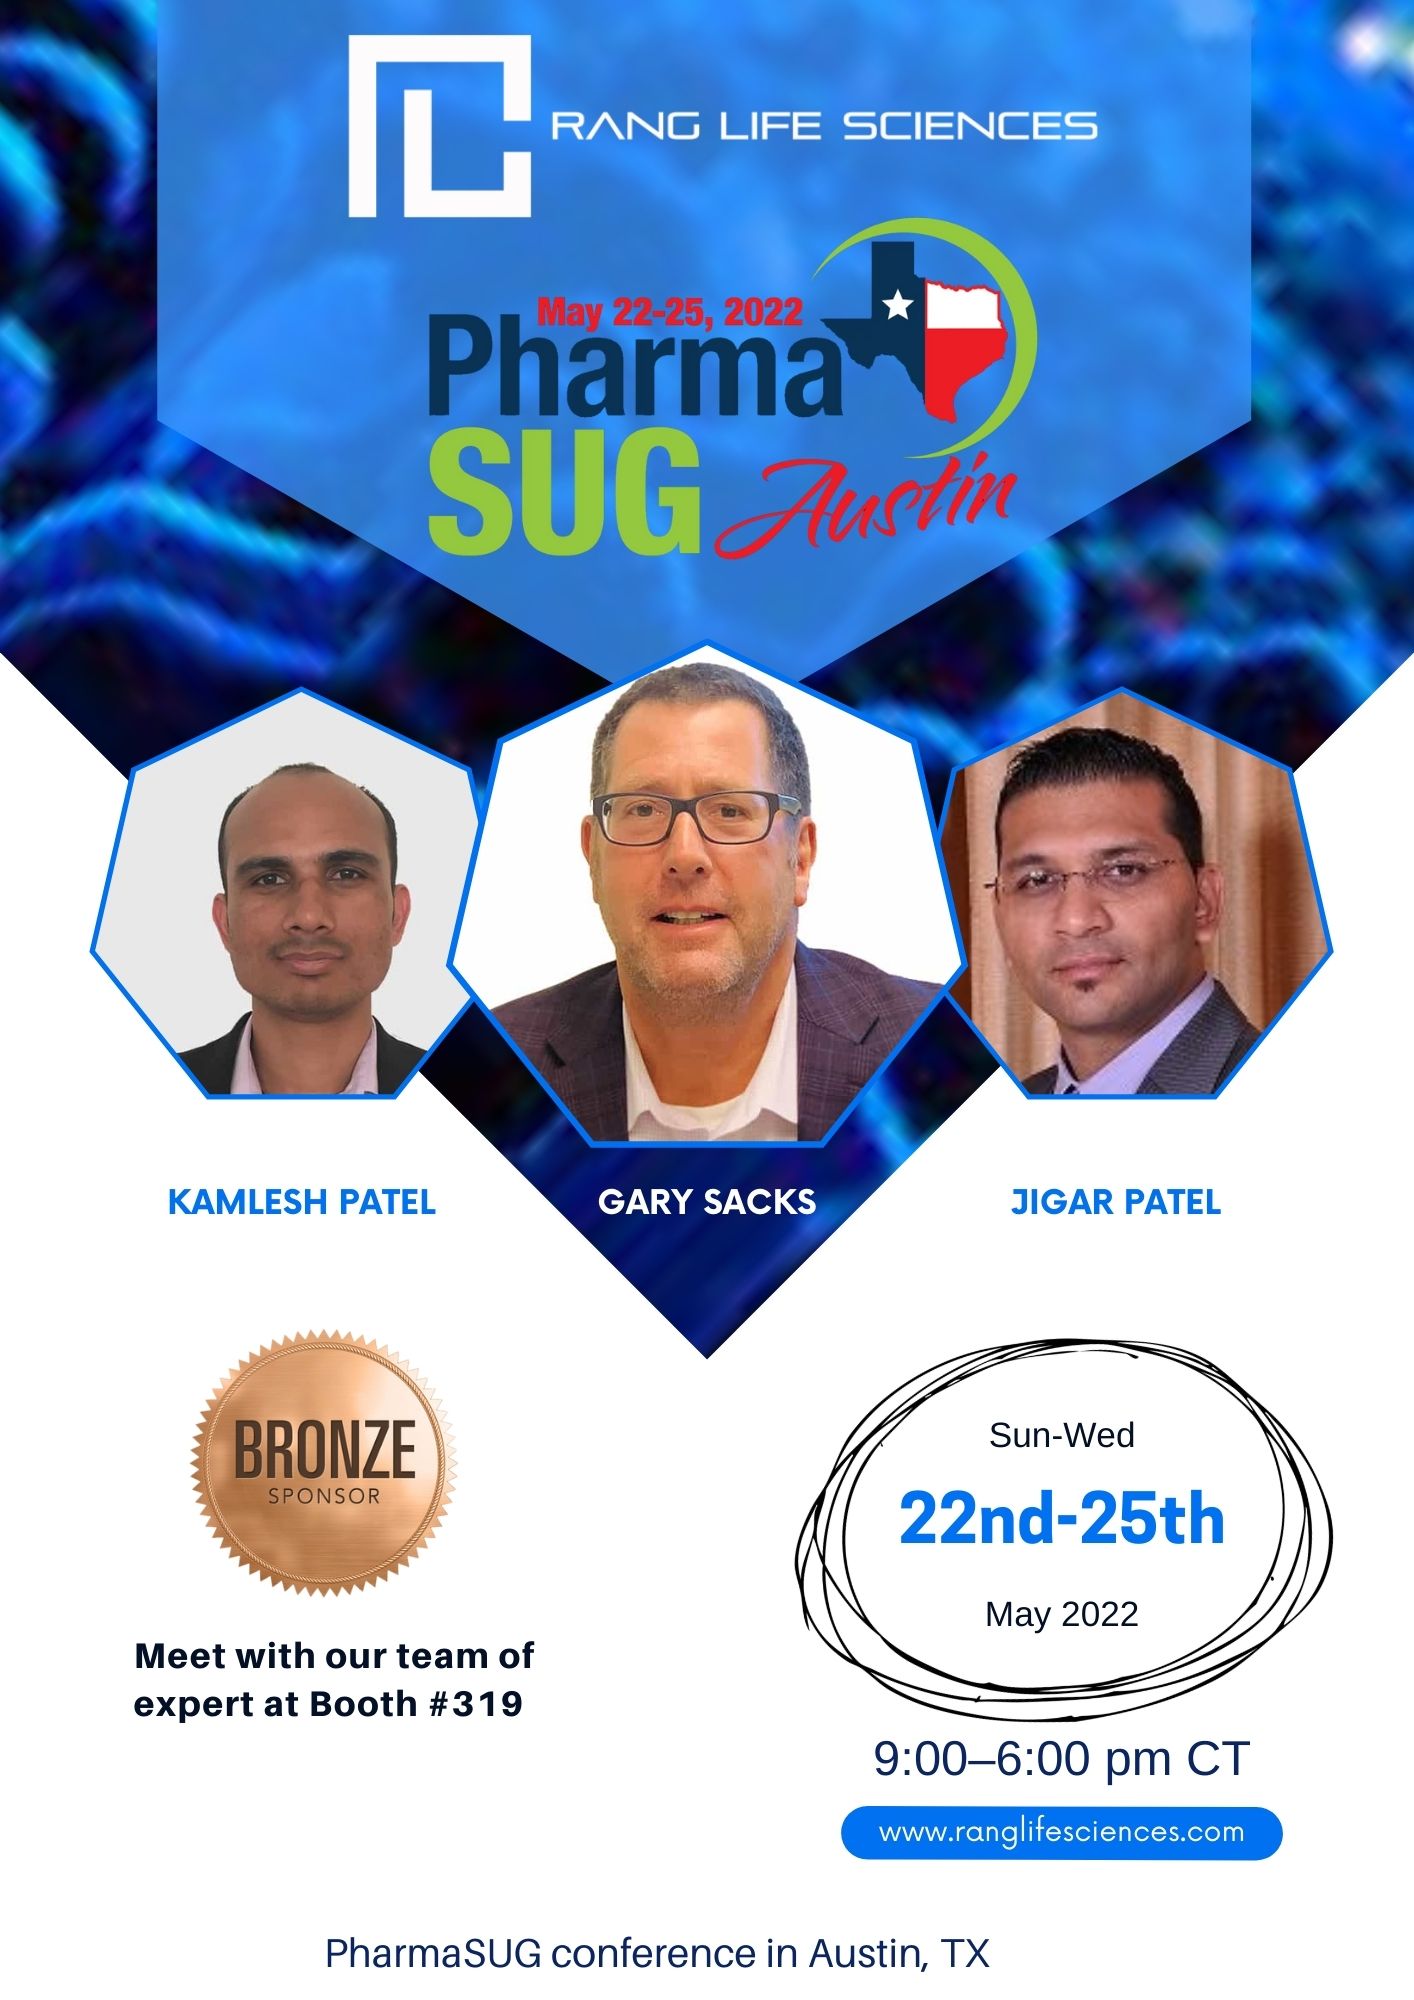 RANG LIFE SCIENCES
May 22-25, 2022
Pharma
SUG Austin
KAMLESH PATEL
GARY SACKS
JIGAR PATEL
BRONZE
SPONSOR
Meet with our team of
expert at Booth #319
Sun-Wed
22nd-25th
May 2022
9:00–6:00 pm CT
www.ranglifesciences.com
PharmaSUG conference in Austin, TX